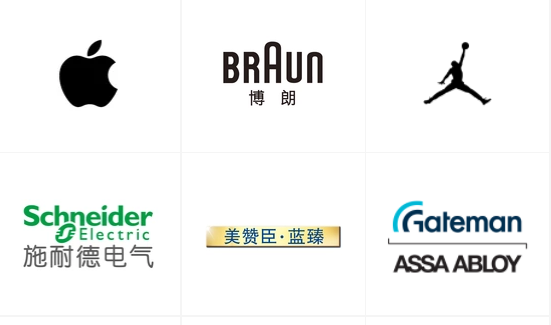 BRAUN
博朗
Schneider
Electric
施耐德电气
美赞臣·蓝臻
Gateman
ASSA ABLOY